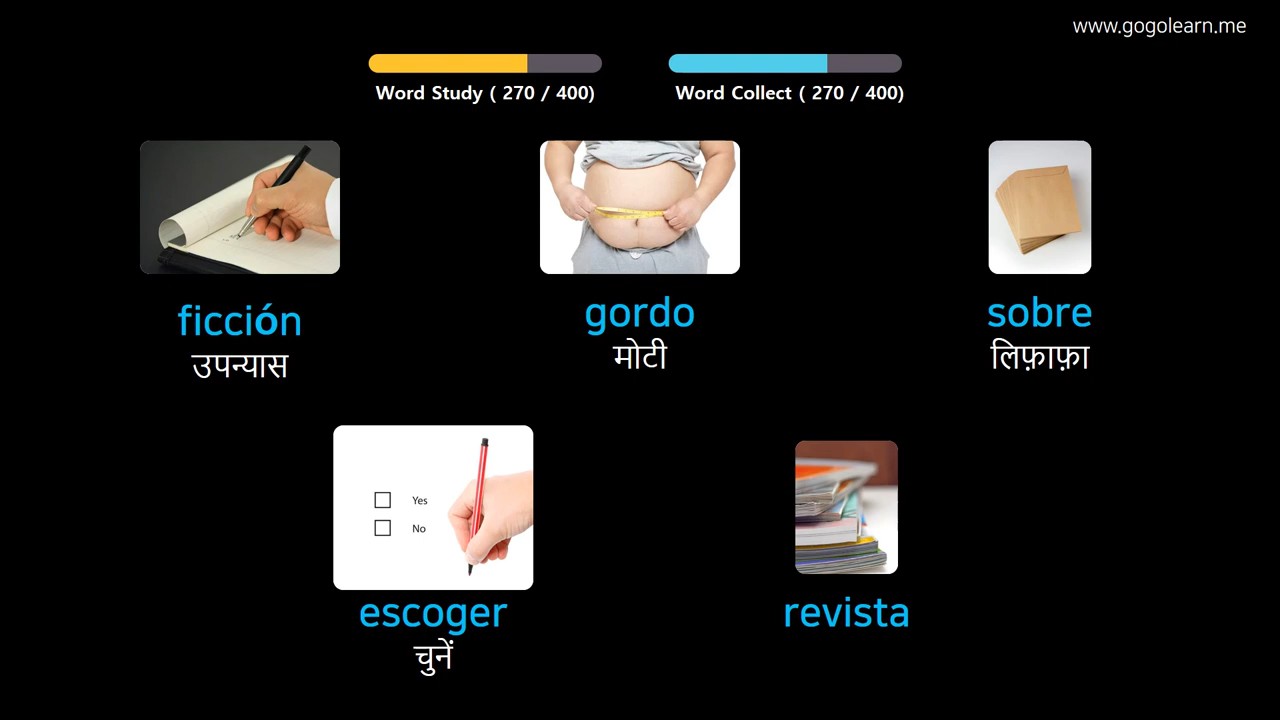 www.gogolearn.me
Word Study ( 270 / 400)
Word Collect ( 270 / 400)
ficción
उपन्यास
gordo
मोटी
sobre
लिफ़ाफ़ा
Yes
No
escoger
चुनें
revista